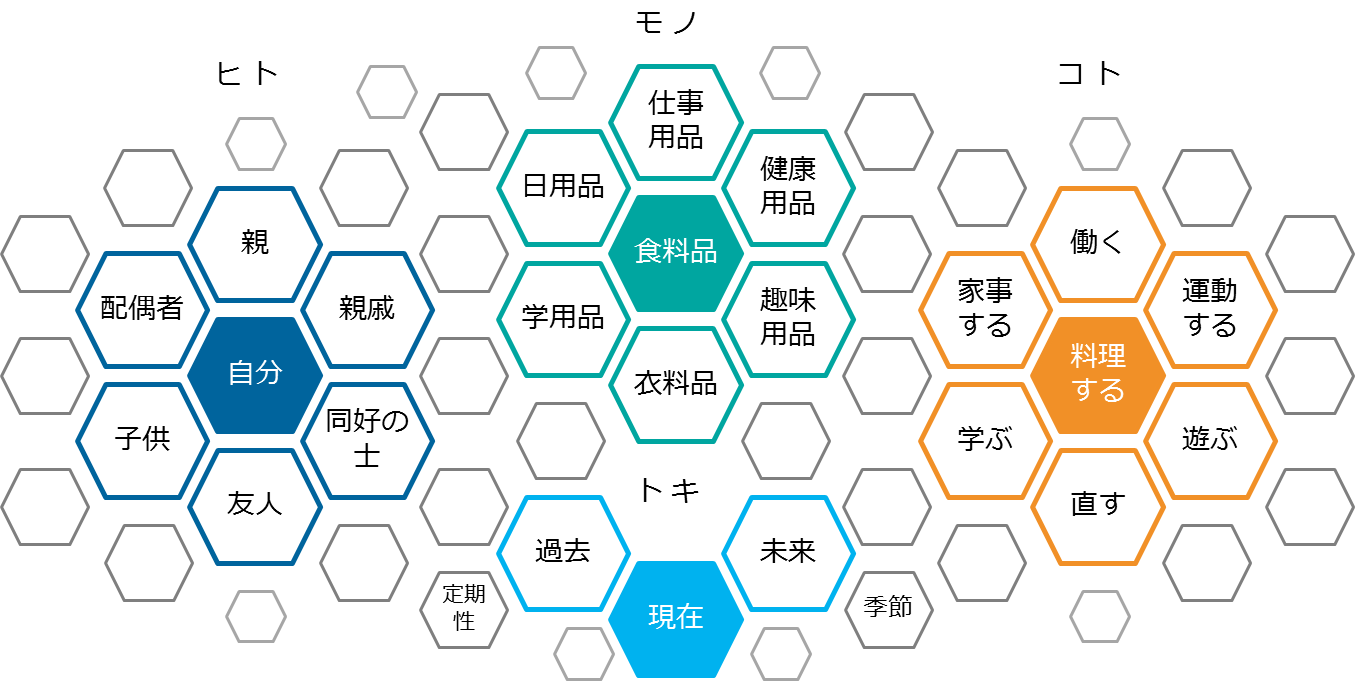 ヒト
親
配偶者
親戚
自分
子供
同好の
士
友人
モノ
仕事
用品
日用品
健康
用品
食料品
学用品
趣味
用品
衣料品
コト
働く
家事
する
運動
する
料理
する
学ぶ
遊ぶ
直す
トキ
過去
未来
現在
定期
性
季節